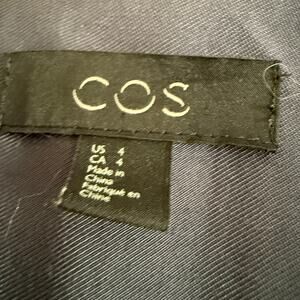 COS
US 4
CA 4
Made in
China
Fabriqué en
Chine